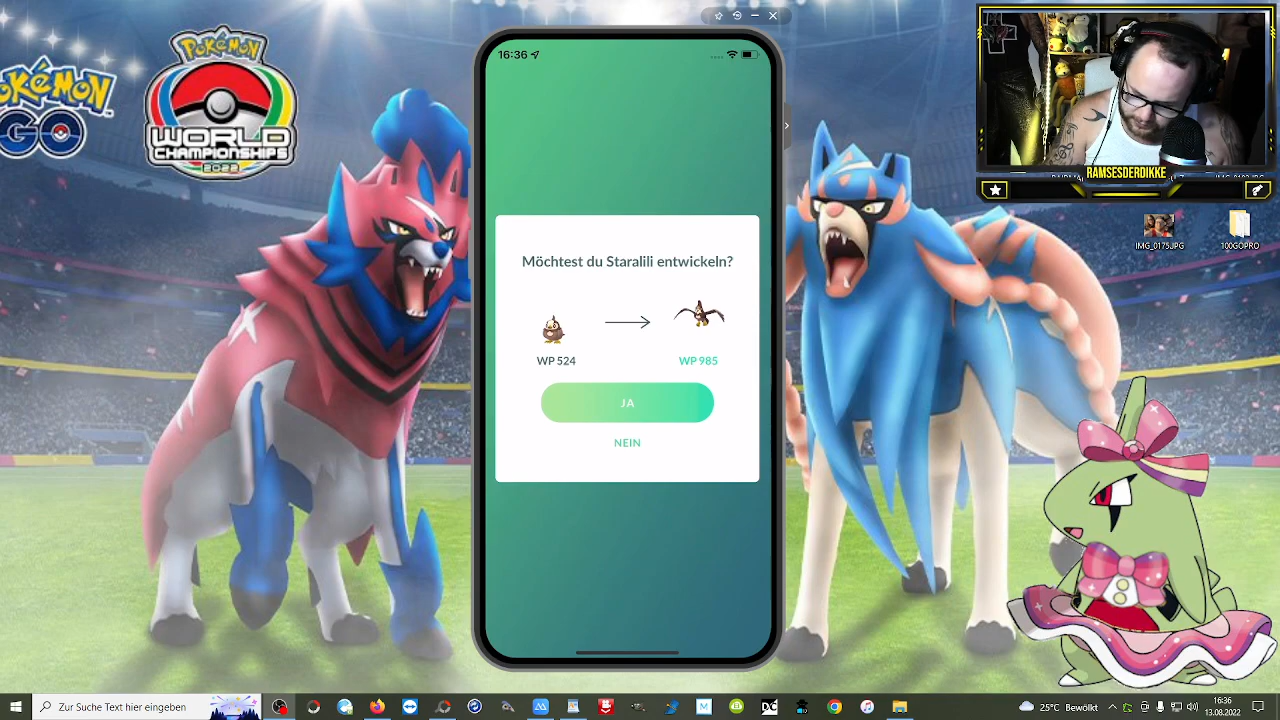 Pokémon
GO
Pokémon
WORLD
CHAMPIONSHIPS
2022
16:36
Möchtest du Staralili entwickeln?
WP 524
WP 985
JA
NEIN
RAMSESDERDIKKE
IMG_0175.JPG
100GOPRO
Zur Suche Text hier eingeben
M
DC
25°C Bewölkt
16:36
13.08.2022